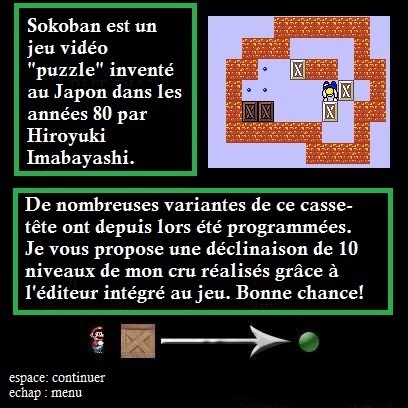 Sokoban est un
jeu vidéo
"puzzle" inventé
au Japon dans les
années 80 par
Hiroyuki
Imabayashi.
De nombreuses variantes de ce casse-
tête ont depuis lors été programmées.
Je vous propose une déclinaison de 10
niveaux de mon cru réalisés grâce à
l'éditeur intégré au jeu. Bonne chance!
espace: continuer
echap : menu